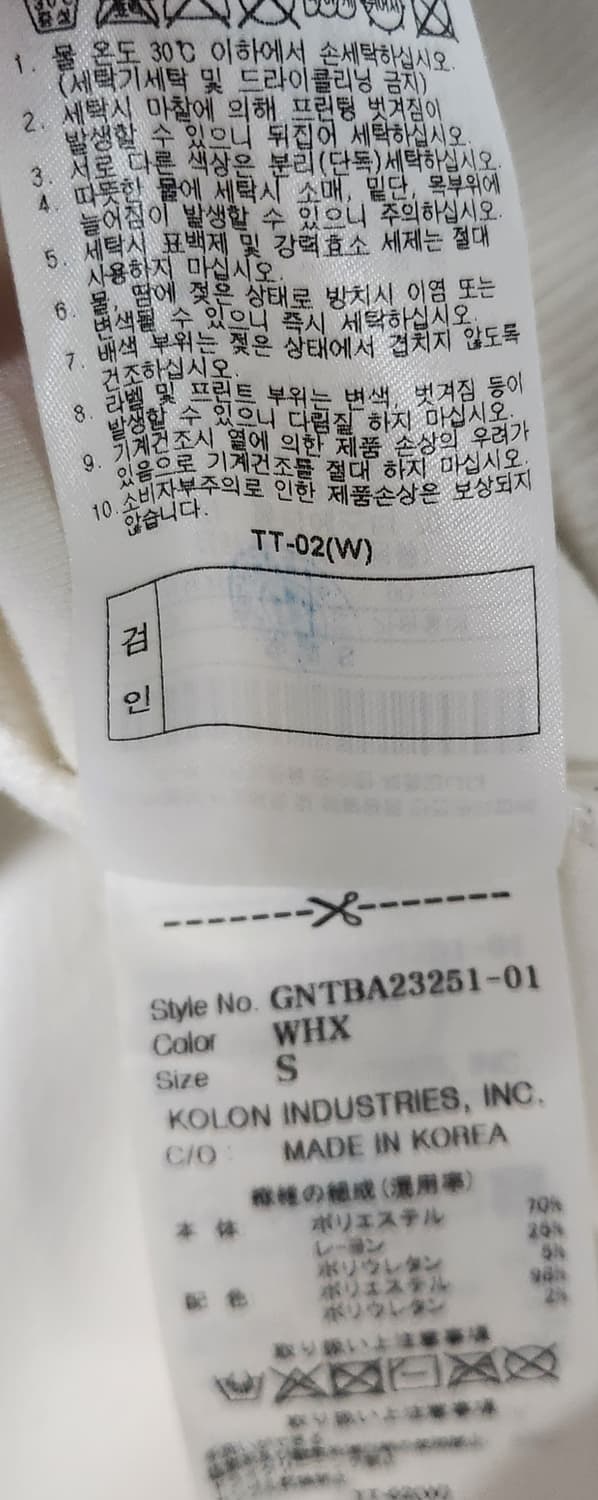 1. 물 온도 30℃ 이하에서 손세탁하십시오.
(세탁기세탁 및 드라이클리닝 금지)
2. 세탁시 마찰에 의해 프린팅 벗겨짐이
발생할 수 있으니 뒤집어 세탁하십시오.
3. 서로 다른 색상은 분리(단독)세탁하십시오.
4. 따뜻한 물에 세탁시 소매, 밑단, 목부위에
늘어짐이 발생할 수 있으니 주의하십시오.
5. 세탁시 표백제 및 강력효소 세제는 절대
사용하지 마십시오.
6. 물, 땀에 젖은 상태로 방치시 이염 또는
변색될 수 있으니 즉시 세탁하십시오.
7. 배색 부위는 젖은 상태에서 겹치지 않도록
건조하십시오.
8. 라벨 및 프린트 부위는 변색, 벗겨짐 등이
발생할 수 있으니 다림질 하지 마십시오.
9. 기계건조시 열에 의한 제품 손상의 우려가
있음으로 기계건조를 절대 하지 마십시오.
10. 소비자부주의로 인한 제품손상은 보상되지
않습니다.
TT-02(W)
검
인
Style No. GNTBA23251-01
Color WHX
Size S
KOLON INDUSTRIES, INC.
C/O : MADE IN KOREA
繊維の組成(混用率)
本 体 ポリエステル 70%
レーヨン 25%
ポリウレタン 5%
配 色 ポリエステル 98%
ポリウレタン 2%
取り扱い上注意事項
取り扱い上注意事項
TT-02(W)